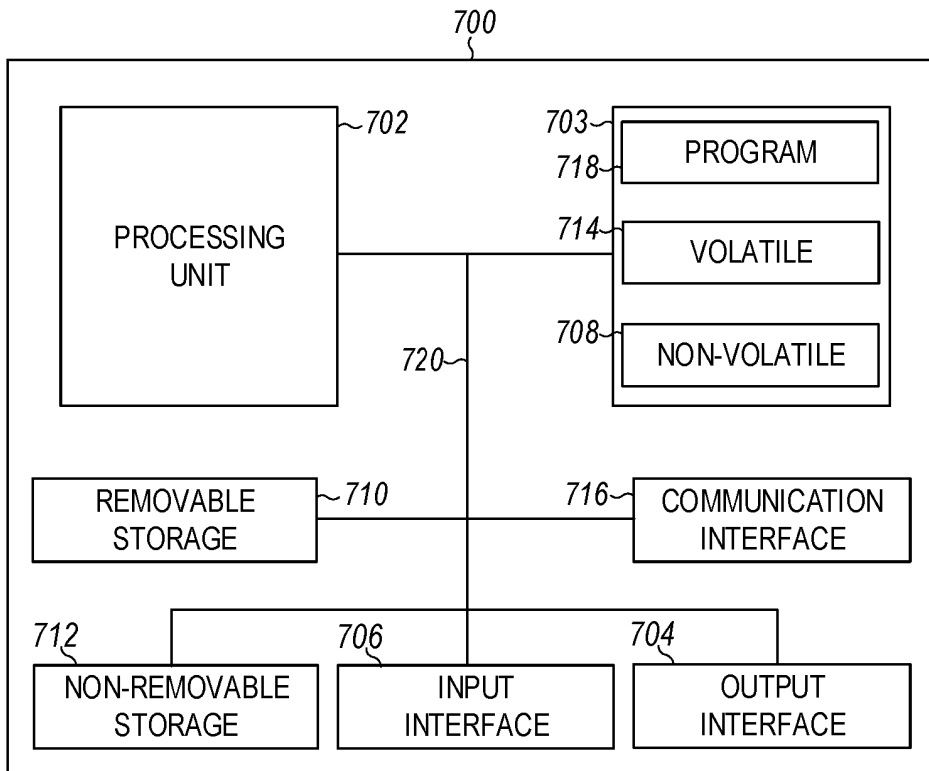 700
702
PROCESSING
UNIT
703
PROGRAM
718
714
VOLATILE
708
NON-VOLATILE
720
REMOVABLE
STORAGE
710
716
COMMUNICATION
INTERFACE
712
NON-REMOVABLE
STORAGE
706
INPUT
INTERFACE
704
OUTPUT
INTERFACE